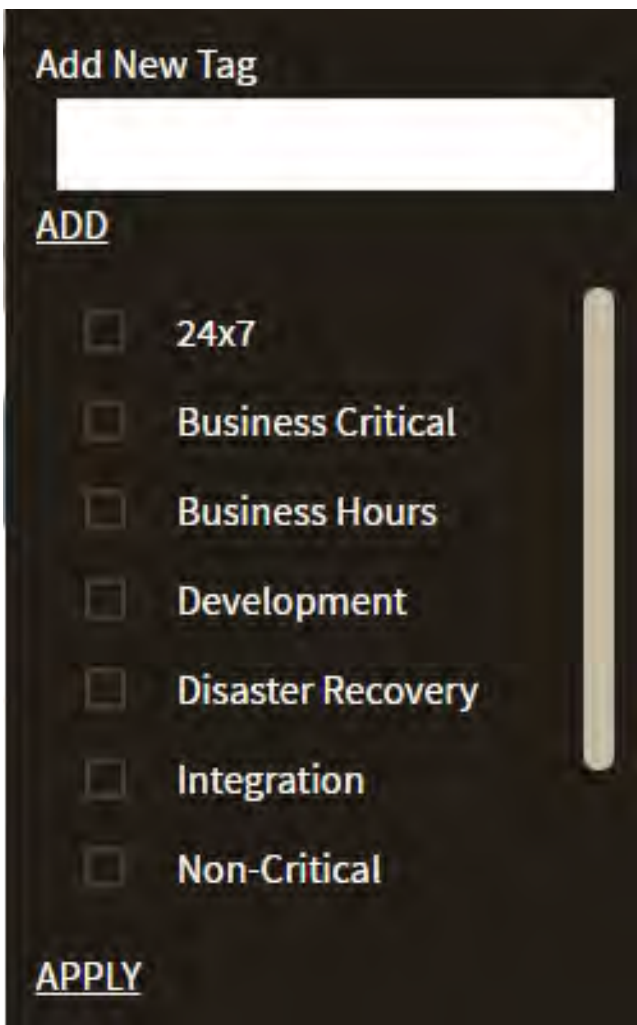 Add New Tag
ADD
24x7
Business Critical
Business Hours
Development
Disaster Recovery
Integration
Non-Critical
APPLY